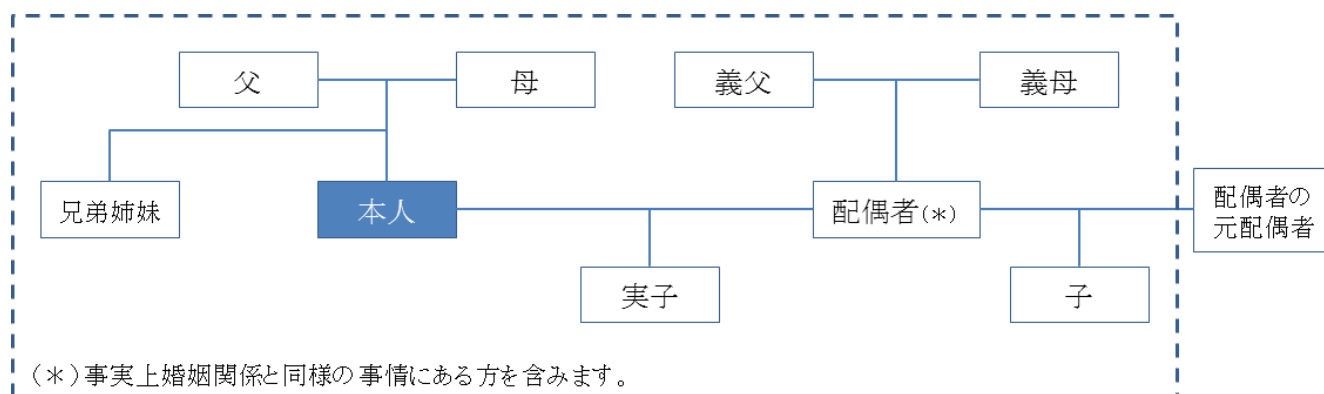 父
母
義父
義母
兄弟姉妹
本人
配偶者(*)
配偶者の
元配偶者
実子
子
(*)事実上婚姻関係と同様の事情にある方を含みます。